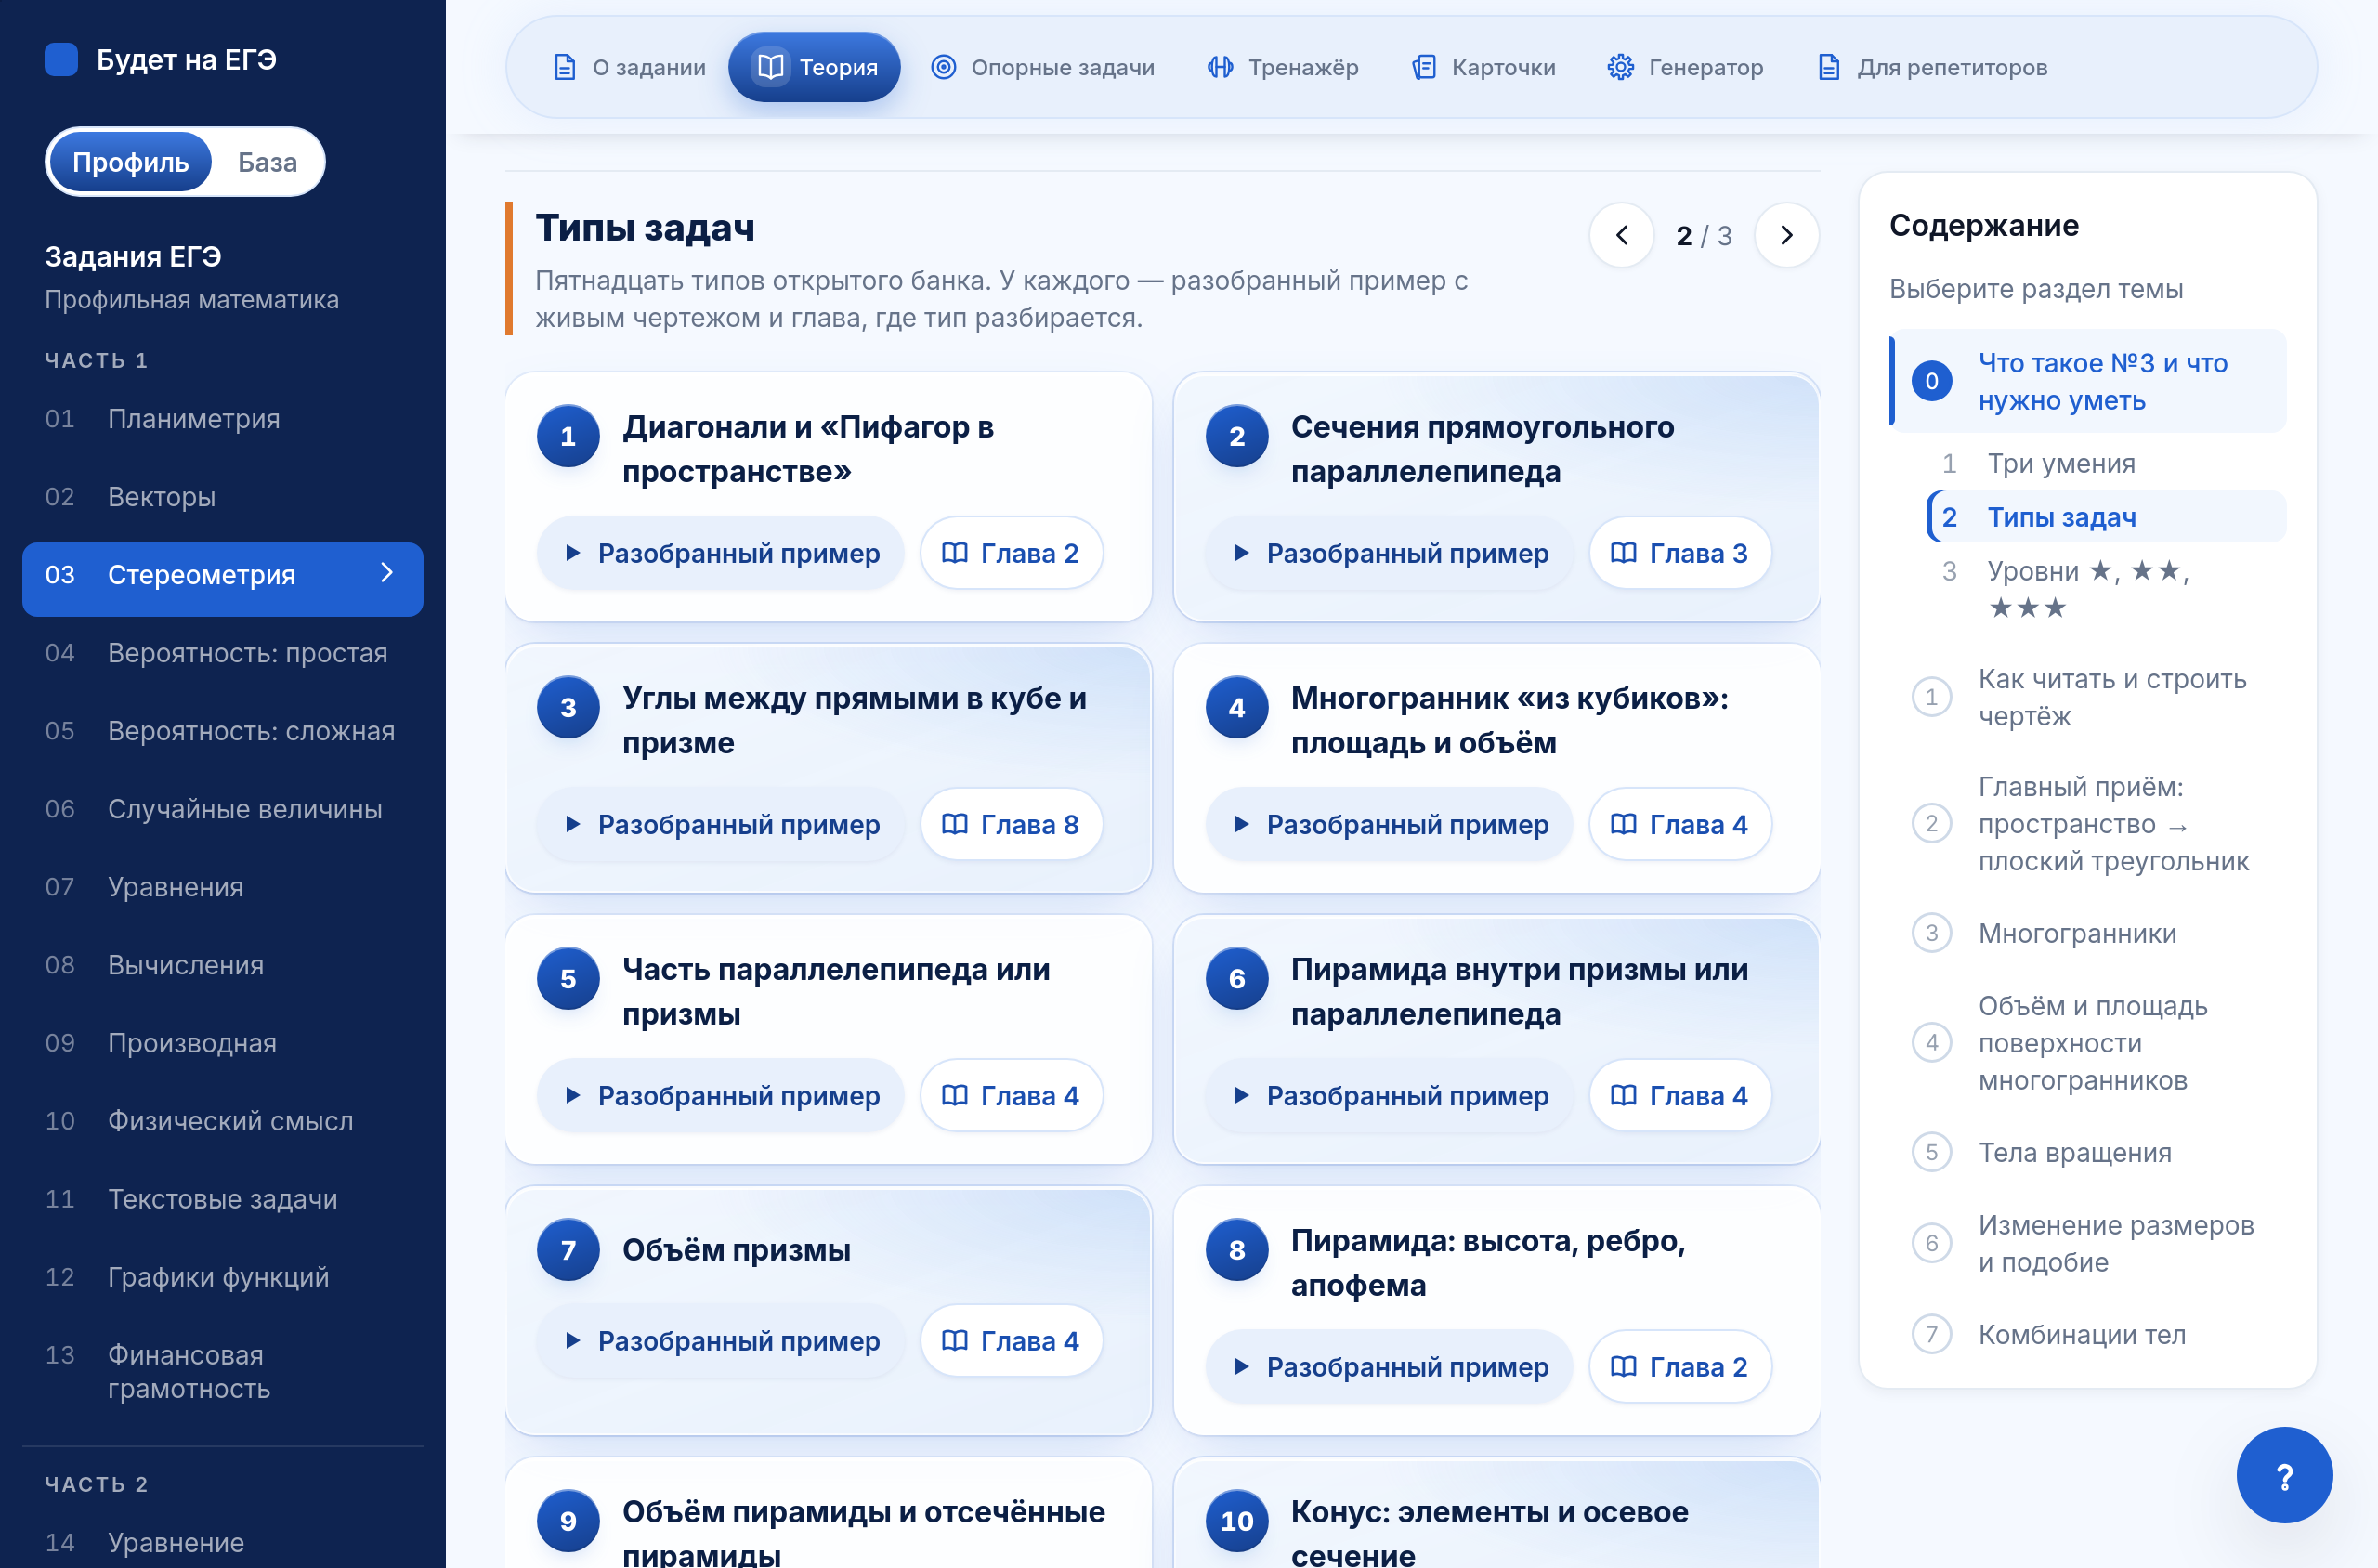 Будет на ЕГЭ
Профиль
База
Задания ЕГЭ
Профильная математика
ЧАСТЬ 1
01 Планиметрия
02 Векторы
03 Стереометрия
04 Вероятность: простая
05 Вероятность: сложная
06 Случайные величины
07 Уравнения
08 Вычисления
09 Производная
10 Физический смысл
11 Текстовые задачи
12 Графики функций
13 Финансовая
грамотность
ЧАСТЬ 2
14 Уравнение
О задании
Теория
Опорные задачи
Тренажёр
Карточки
Генератор
Для репетиторов
Типы задач
2 / 3
Пятнадцать типов открытого банка. У каждого — разобранный пример с
живым чертежом и глава, где тип разбирается.
1 Диагонали и «Пифагор в
пространстве»
Разобранный пример
Глава 2
2 Сечения прямоугольного
параллелепипеда
Разобранный пример
Глава 3
3 Углы между прямыми в кубе и
призме
Разобранный пример
Глава 8
4 Многогранник «из кубиков»:
площадь и объём
Разобранный пример
Глава 4
5 Часть параллелепипеда или
призмы
Разобранный пример
Глава 4
6 Пирамида внутри призмы или
параллелепипеда
Разобранный пример
Глава 4
7 Объём призмы
Разобранный пример
Глава 4
8 Пирамида: высота, ребро,
апофема
Разобранный пример
Глава 2
9 Объём пирамиды и отсечённые
пирамиды
10 Конус: элементы и осевое
сечение
Содержание
Выберите раздел темы
0 Что такое №3 и что
нужно уметь
1 Три умения
2 Типы задач
3 Уровни ★, ★★,
★★★
1 Как читать и строить
чертёж
2 Главный приём:
пространство →
плоский треугольник
3 Многогранники
4 Объём и площадь
поверхности
многогранников
5 Тела вращения
6 Изменение размеров
и подобие
7 Комбинации тел
?